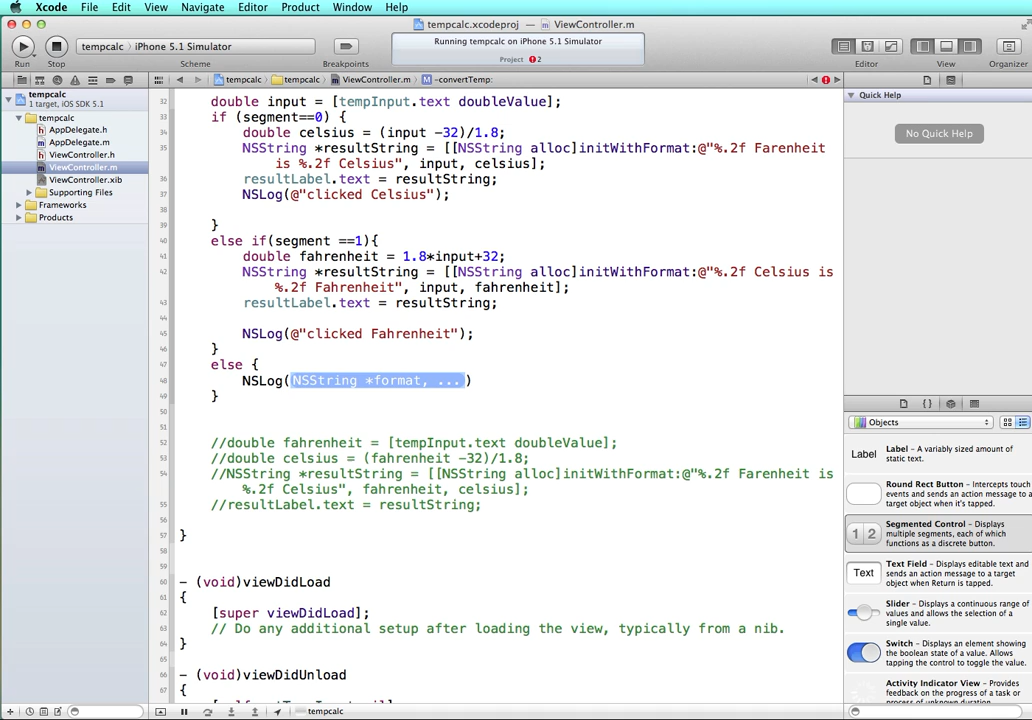 Xcode File Edit View Navigate Editor Product Window Help
tempcalc.xcodeproj — ViewController.m
tempcalc iPhone 5.1 Simulator
Running tempcalc on iPhone 5.1 Simulator
Project 2
Run Stop Scheme Breakpoints Editor View Organizer
tempcalc tempcalc ViewController.m -convertTemp:
tempcalc
1 target, iOS SDK 5.1
tempcalc
AppDelegate.h
AppDelegate.m
ViewController.h
ViewController.m
ViewController.xib
Supporting Files
Frameworks
Products
32 double input = [tempInput.text doubleValue];
33 if (segment==0) {
34 double celsius = (input -32)/1.8;
35 NSString *resultString = [[NSString alloc]initWithFormat:@"%.2f Farenheit
is %.2f Celsius", input, celsius];
36 resultLabel.text = resultString;
37 NSLog(@"clicked Celsius");
38
39 }
40 else if(segment ==1){
41 double fahrenheit = 1.8*input+32;
42 NSString *resultString = [[NSString alloc]initWithFormat:@"%.2f Celsius is
%.2f Fahrenheit", input, fahrenheit];
43 resultLabel.text = resultString;
44
45 NSLog(@"clicked Fahrenheit");
46 }
47 else {
48 NSLog(NSString *format, ...)
49 }
50
51
52 //double fahrenheit = [tempInput.text doubleValue];
53 //double celsius = (fahrenheit -32)/1.8;
54 //NSString *resultString = [[NSString alloc]initWithFormat:@"%.2f Farenheit is
%.2f Celsius", fahrenheit, celsius];
55 //resultLabel.text = resultString;
56
57 }
58
59
60 - (void)viewDidLoad
61 {
62 [super viewDidLoad];
63 // Do any additional setup after loading the view, typically from a nib.
64 }
65
66 - (void)viewDidUnload
67 {
tempcalc
Quick Help
No Quick Help
Objects
Label
Label – A variably sized amount of
static text.
Round Rect Button – Intercepts touch
events and sends an action message to a
target object when it's tapped.
1 2
Segmented Control – Displays
multiple segments, each of which
functions as a discrete button.
Text
Text Field – Displays editable text and
sends an action message to a target
object when Return is tapped.
Slider – Displays a continuous range of
values and allows the selection of a
single value.
Switch – Displays an element showing
the boolean state of a value. Allows
tapping the control to toggle the value.
Activity Indicator View – Provides
feedback on the progress of a task or